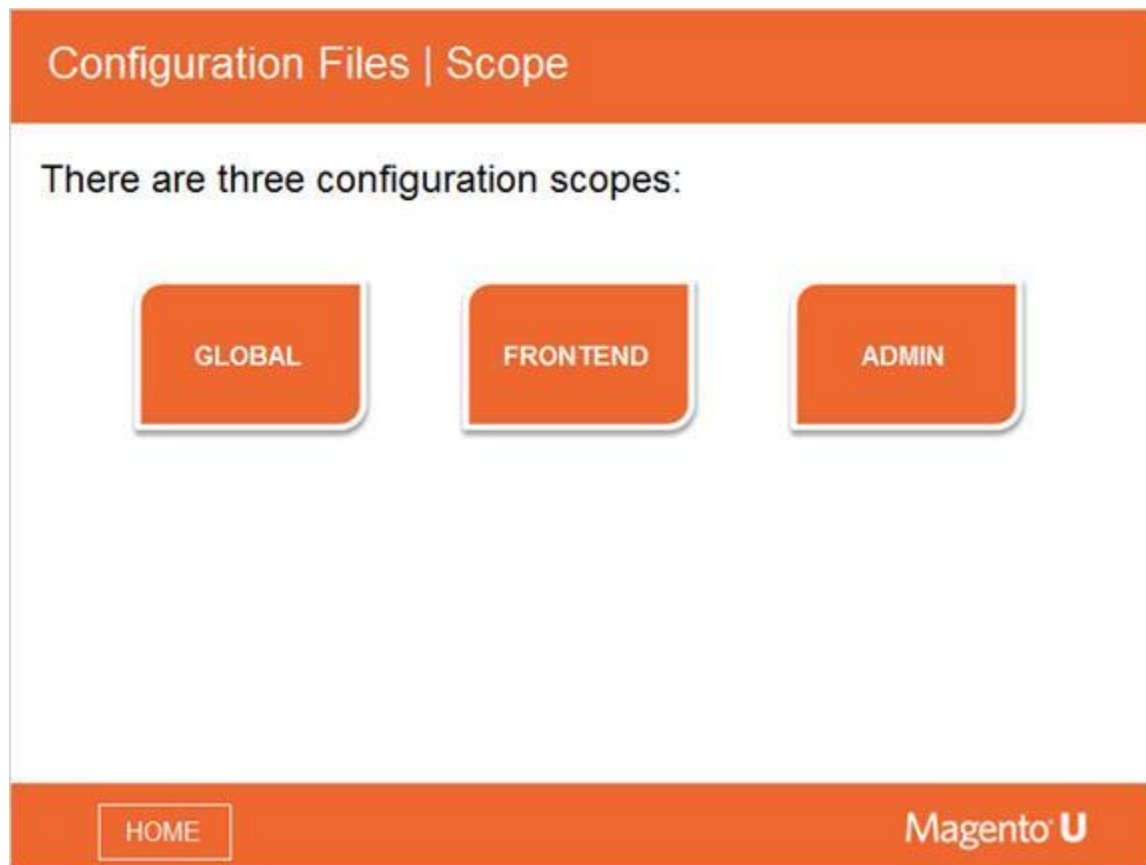 Configuration Files | Scope
There are three configuration scopes:
GLOBAL
FRONTEND
ADMIN
HOME
Magento U